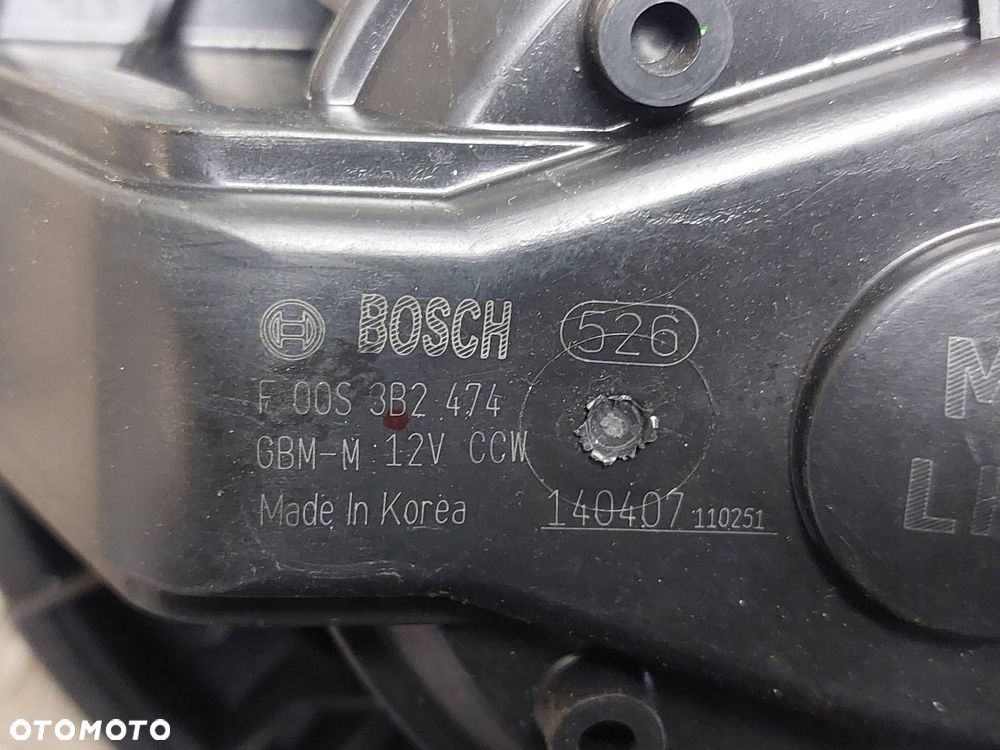 BOSCH 526
F 00S 3B2 474
GBM-M 12V CCW
Made In Korea 140407 110251
OTOMOTO